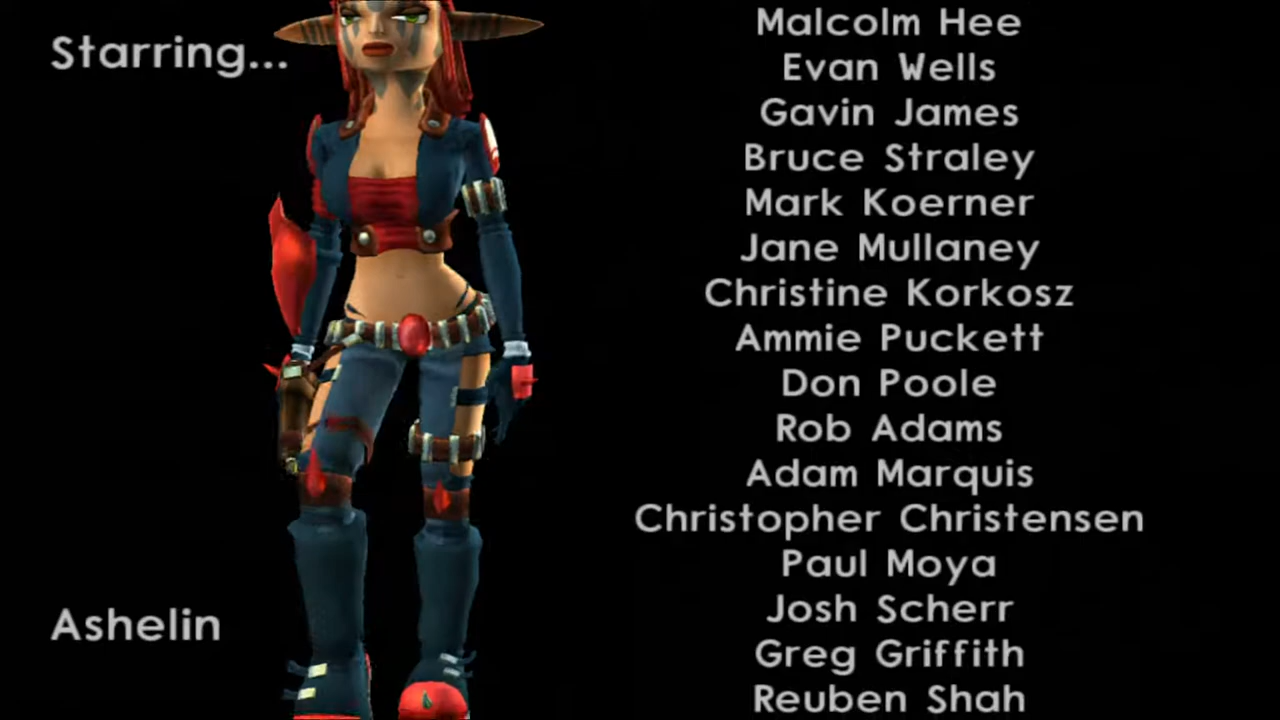 Starring...
Ashelin
Malcolm Hee
Evan Wells
Gavin James
Bruce Straley
Mark Koerner
Jane Mullaney
Christine Korkosz
Ammie Puckett
Don Poole
Rob Adams
Adam Marquis
Christopher Christensen
Paul Moya
Josh Scherr
Greg Griffith
Reuben Shah